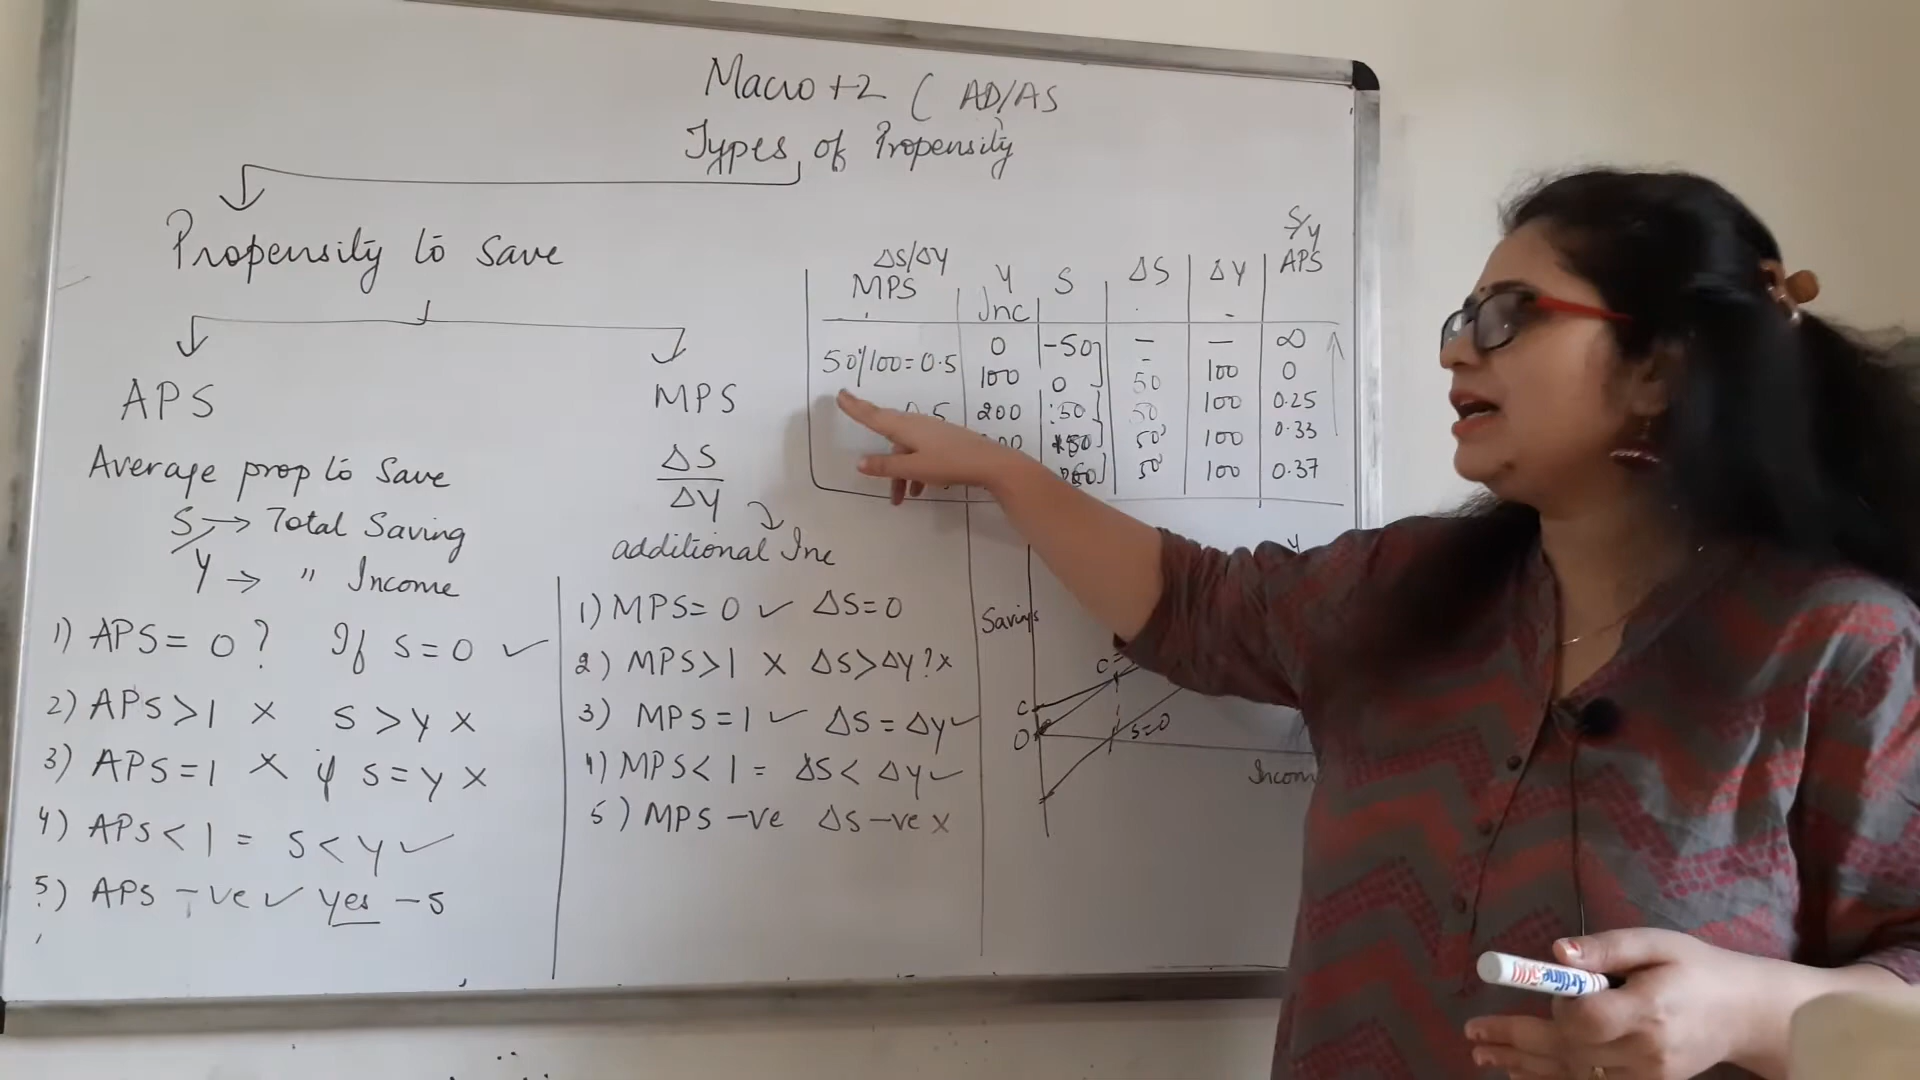 Macro +2 ( AD/AS
Types of Propensity
Propensity to save
APS
MPS
Average prop to save
S → Total Saving
Y → " Income
1) APS = 0 ? If S = 0 ✓
2) APS > 1 × S > Y ×
3) APS = 1 × if S = Y ×
4) APS < 1 = S < Y ✓
5) APS -ve ✓ yes -S
ΔS
ΔY
additional Inc
1) MPS = 0 ✓ ΔS = 0
2) MPS > 1 × ΔS > ΔY ? ×
3) MPS = 1 ✓ ΔS = ΔY ✓
4) MPS < 1 = ΔS < ΔY ✓
5) MPS -ve ΔS -ve ×
ΔS/ΔY Y S ΔS ΔY S/Y
MPS Inc APS
50/100 = 0.5 0 -50 — — ∞
100 0 50 100 0
0.5 200 50 50 100 0.25
50 100 0.33
50 100 0.37
Y
Savings
C
C
O
S=0
Incom
Artline 500